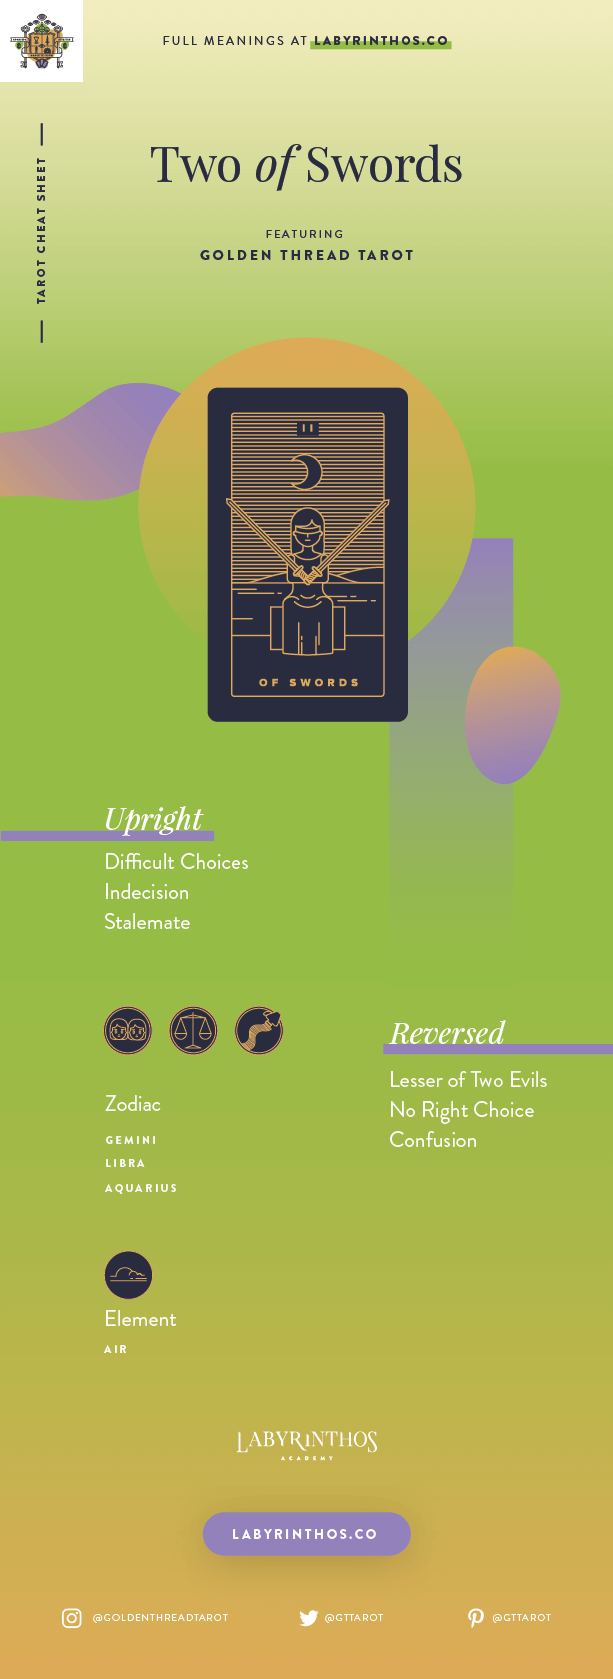 FULL MEANINGS AT LABYRINTHOS.CO
TAROT CHEAT SHEET
Two of Swords
FEATURING
GOLDEN THREAD TAROT
II
OF SWORDS
Upright
Difficult Choices
Indecision
Stalemate
Zodiac
GEMINI
LIBRA
AQUARIUS
Element
AIR
Reversed
Lesser of Two Evils
No Right Choice
Confusion
LABYRINTHOS
ACADEMY
LABYRINTHOS.CO
@GOLDENTHREADTAROT
@GTTAROT
@GTTAROT